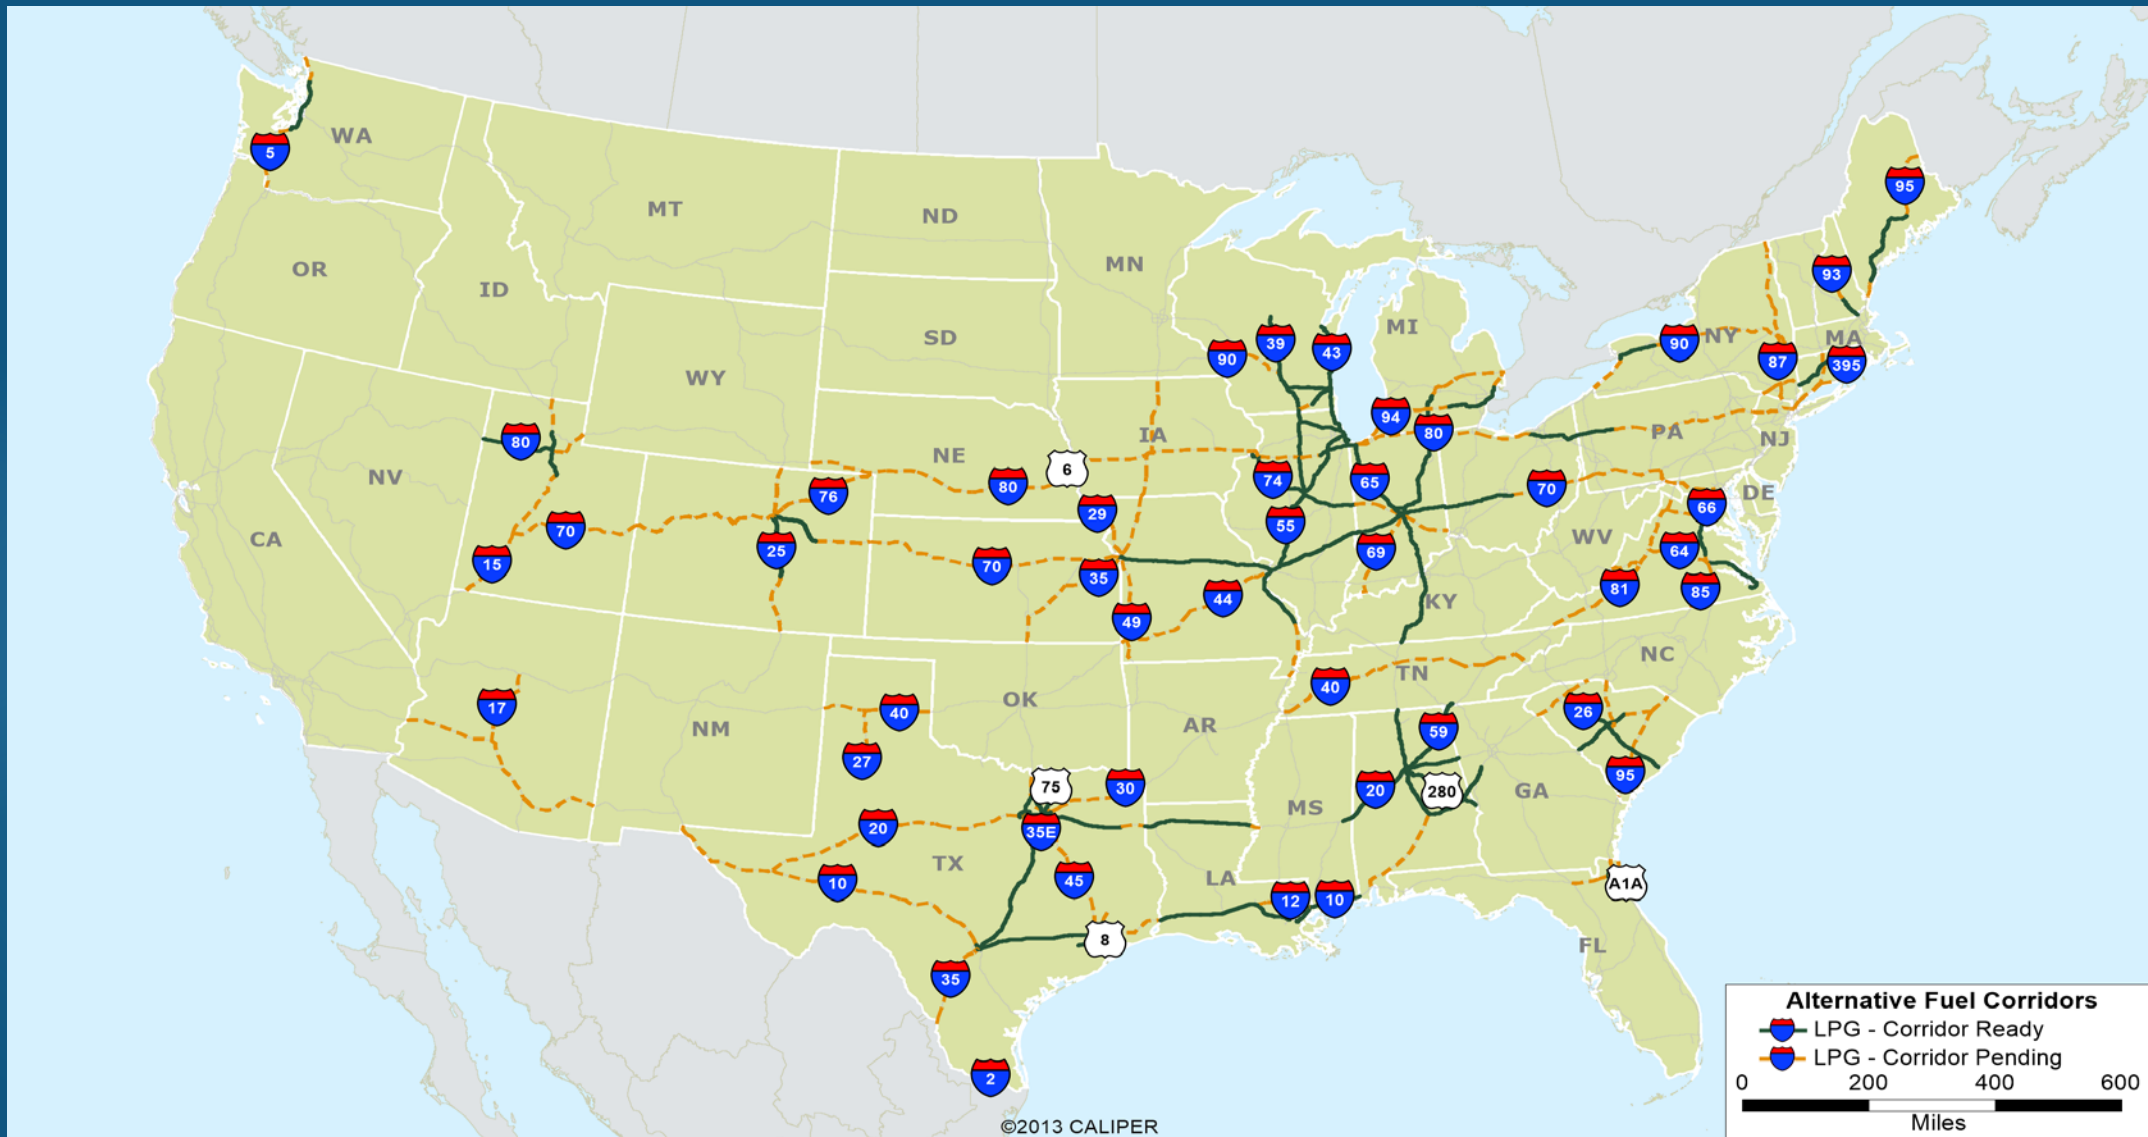 WA
5
MT
ND
MN
95
OR
ID
93
MI
SD
39
43
90
90
NY
MA
87
395
WY
94
80
80
IA
PA
NJ
NE
6
NV
76
80
74
65
70
DE
29
66
CA
70
25
15
70
35
55
69
WV
64
81
85
44
49
KY
NC
TN
40
17
NM
40
OK
AR
59
26
27
75
30
20
280
GA
95
MS
20
35E
TX
10
45
LA
12
10
A1A
8
FL
35
2
Alternative Fuel Corridors
LPG - Corridor Ready
LPG - Corridor Pending
0 200 400 600
Miles
©2013 CALIPER